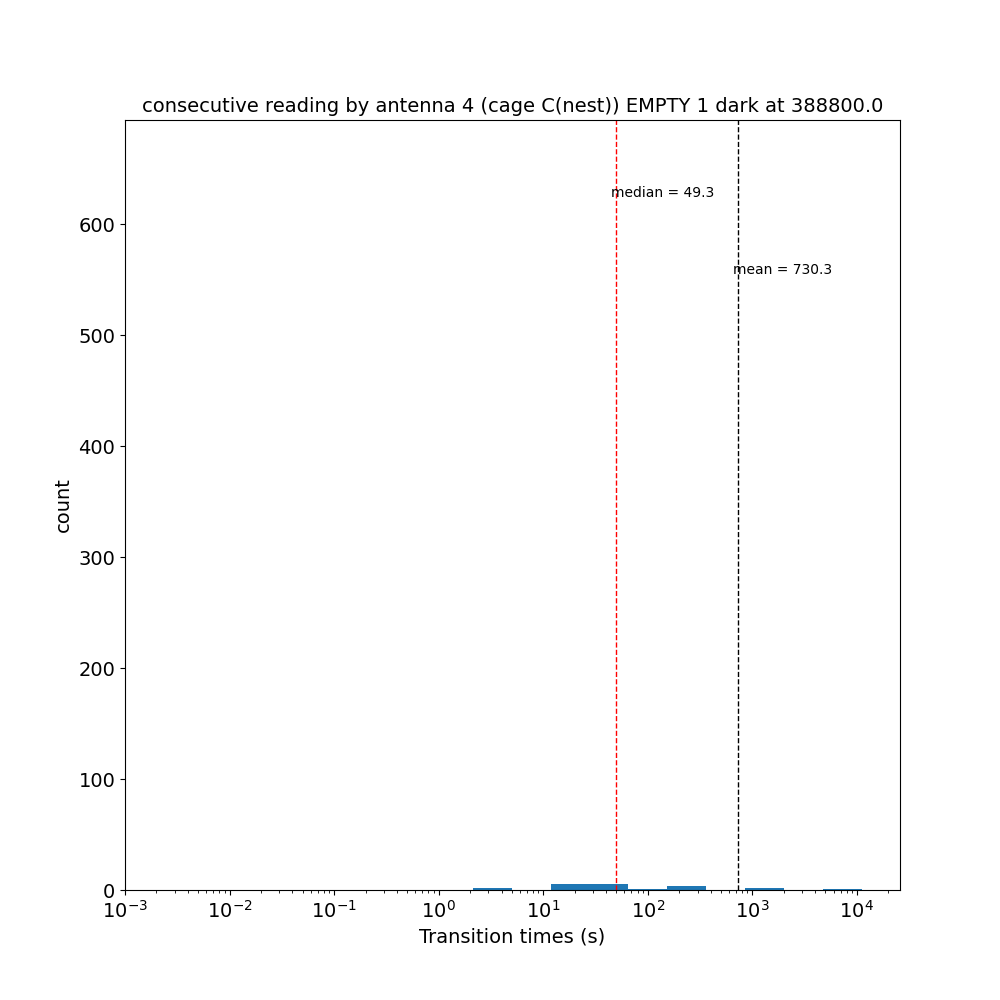 consecutive reading by antenna 4 (cage C(nest)) EMPTY 1 dark at 388800.0
median = 49.3
mean = 730.3
600
500
400
300
200
100
0
count
10⁻³ 10⁻² 10⁻¹ 10⁰ 10¹ 10² 10³ 10⁴
Transition times (s)